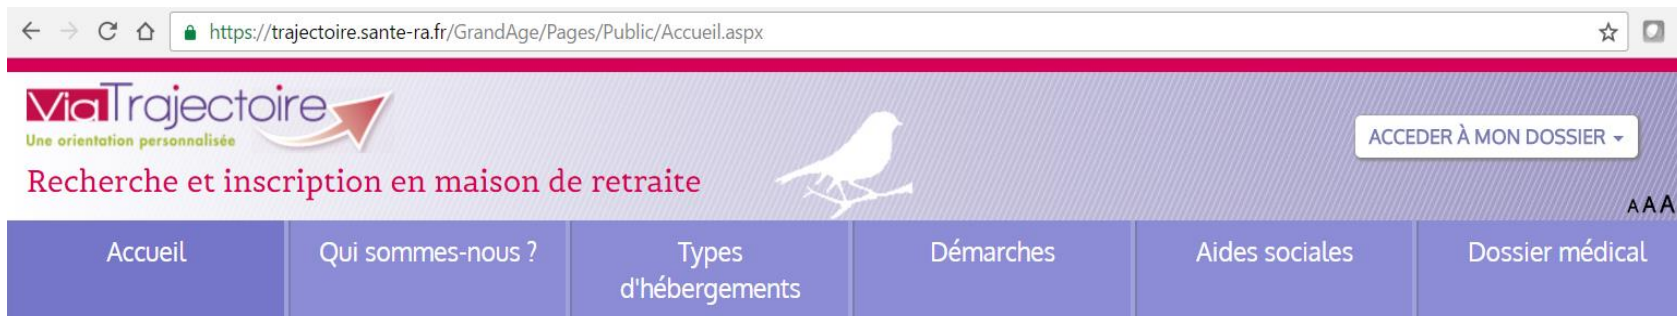 https://trajectoire.sante-ra.fr/GrandAge/Pages/Public/Accueil.aspx
ViaTrajectoire
Une orientation personnalisée
Recherche et inscription en maison de retraite
ACCEDER À MON DOSSIER
A A A
Accueil
Qui sommes-nous ?
Types
d'hébergements
Démarches
Aides sociales
Dossier médical